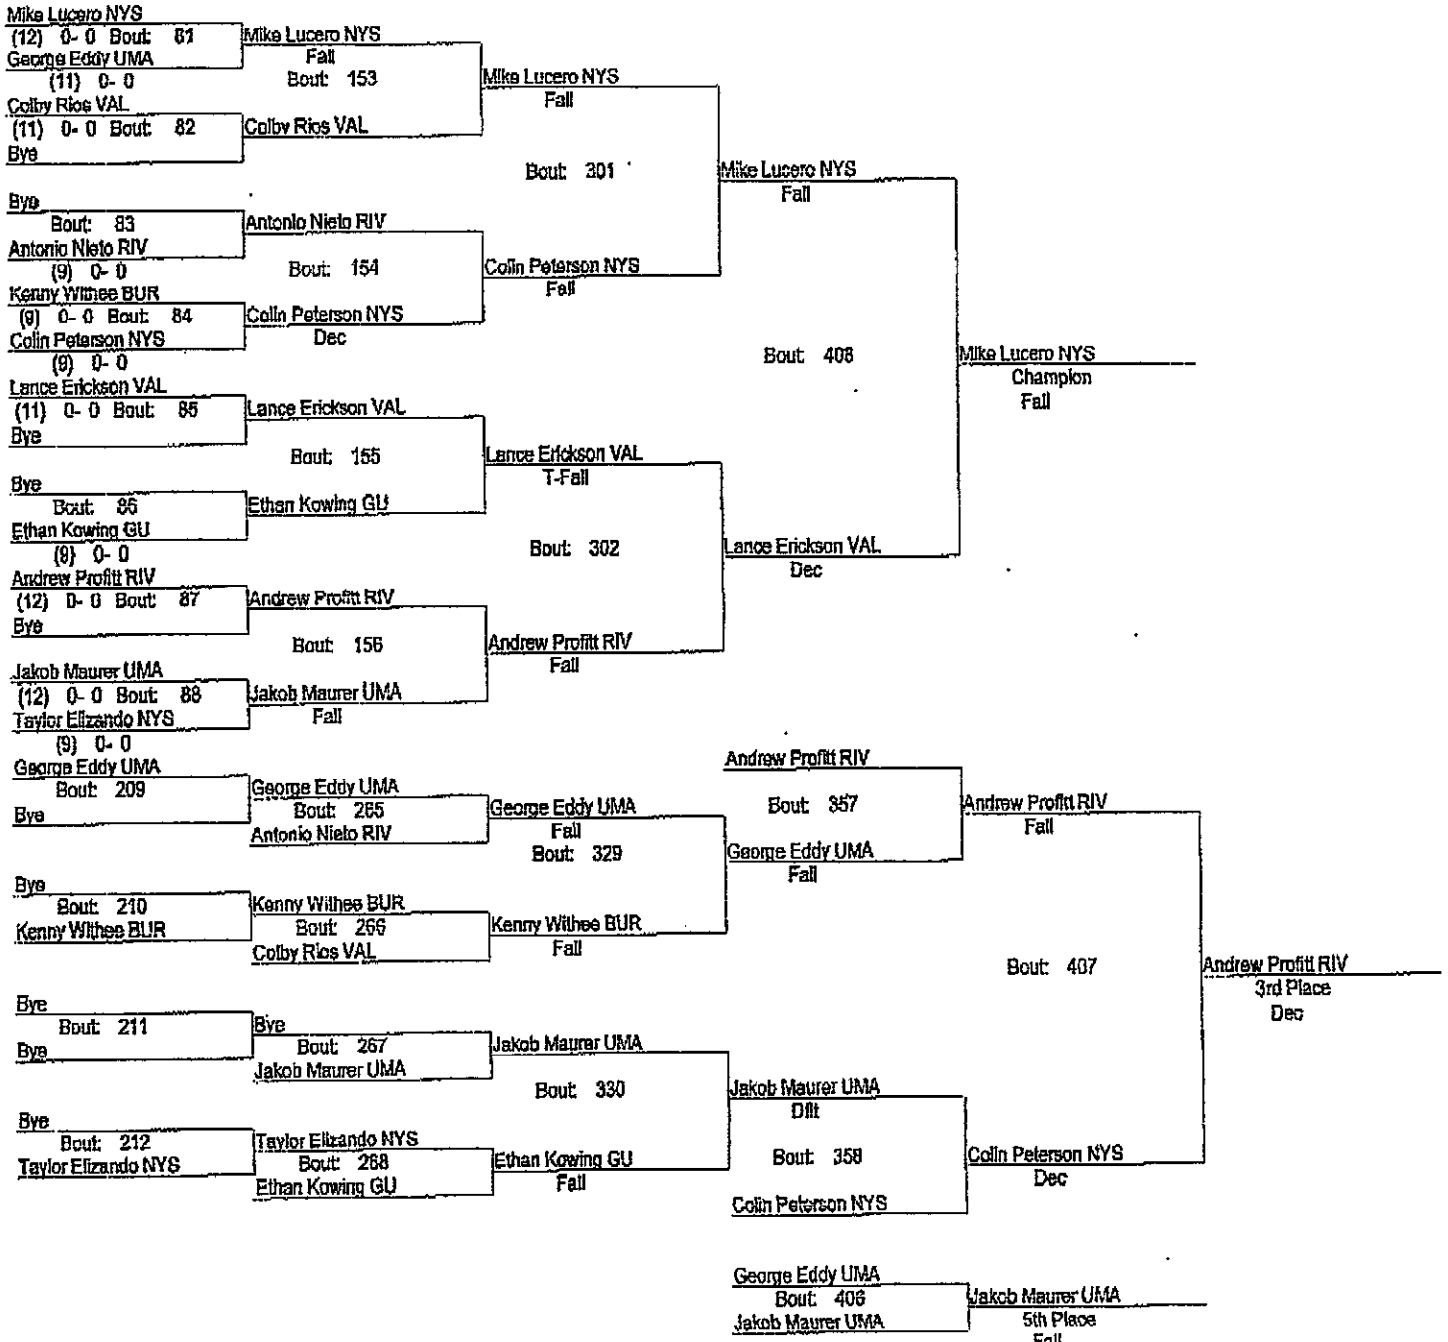 Mike Lucero NYS
(12) 0- 0 Bout: 81
George Eddy UMA
(11) 0- 0
Colby Rios VAL
(11) 0- 0 Bout: 82
Bye
Bye
Bout: 83
Antonio Nieto RIV
(9) 0- 0
Kenny Withee BUR
(9) 0- 0 Bout: 84
Colin Peterson NYS
(9) 0- 0
Lance Erickson VAL
(11) 0- 0 Bout: 85
Bye
Bye
Bout: 86
Ethan Kowing GU
(9) 0- 0
Andrew Profitt RIV
(12) 0- 0 Bout: 87
Bye
Jakob Maurer UMA
(12) 0- 0 Bout: 88
Taylor Elizando NYS
(9) 0- 0
Mike Lucero NYS
Fall
Bout: 153
Colby Rios VAL
Antonio Nieto RIV
Bout: 154
Colin Peterson NYS
Dec
Lance Erickson VAL
Bout: 155
Ethan Kowing GU
Andrew Profitt RIV
Bout: 156
Jakob Maurer UMA
Fall
Mike Lucero NYS
Fall
Bout: 301
Colin Peterson NYS
Fall
Lance Erickson VAL
T-Fall
Bout: 302
Andrew Profitt RIV
Fall
Mike Lucero NYS
Fall
Bout: 408
Lance Erickson VAL
Dec
Mike Lucero NYS
Champion
Fall
George Eddy UMA
Bout: 209
Bye
Bye
Bout: 210
Kenny Withee BUR
Bye
Bout: 211
Bye
Bye
Bout: 212
Taylor Elizando NYS
George Eddy UMA
Bout: 265
Antonio Nieto RIV
Kenny Withee BUR
Bout: 266
Colby Rios VAL
Bye
Bout: 267
Jakob Maurer UMA
Taylor Elizando NYS
Bout: 268
Ethan Kowing GU
George Eddy UMA
Fall
Bout: 329
Kenny Withee BUR
Fall
Jakob Maurer UMA
Bout: 330
Ethan Kowing GU
Fall
Andrew Profitt RIV
Bout: 357
George Eddy UMA
Fall
Jakob Maurer UMA
Dflt
Bout: 358
Colin Peterson NYS
Andrew Profitt RIV
Fall
Bout: 407
Colin Peterson NYS
Dec
Andrew Profitt RIV
3rd Place
Dec
George Eddy UMA
Bout: 406
Jakob Maurer UMA
Jakob Maurer UMA
5th Place
Fall